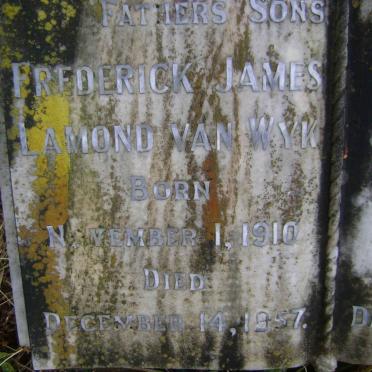 Fathers Sons
Frederick James
Lamond van Wyk
Born
November 1, 1910
Died
December 14, 1957.
D